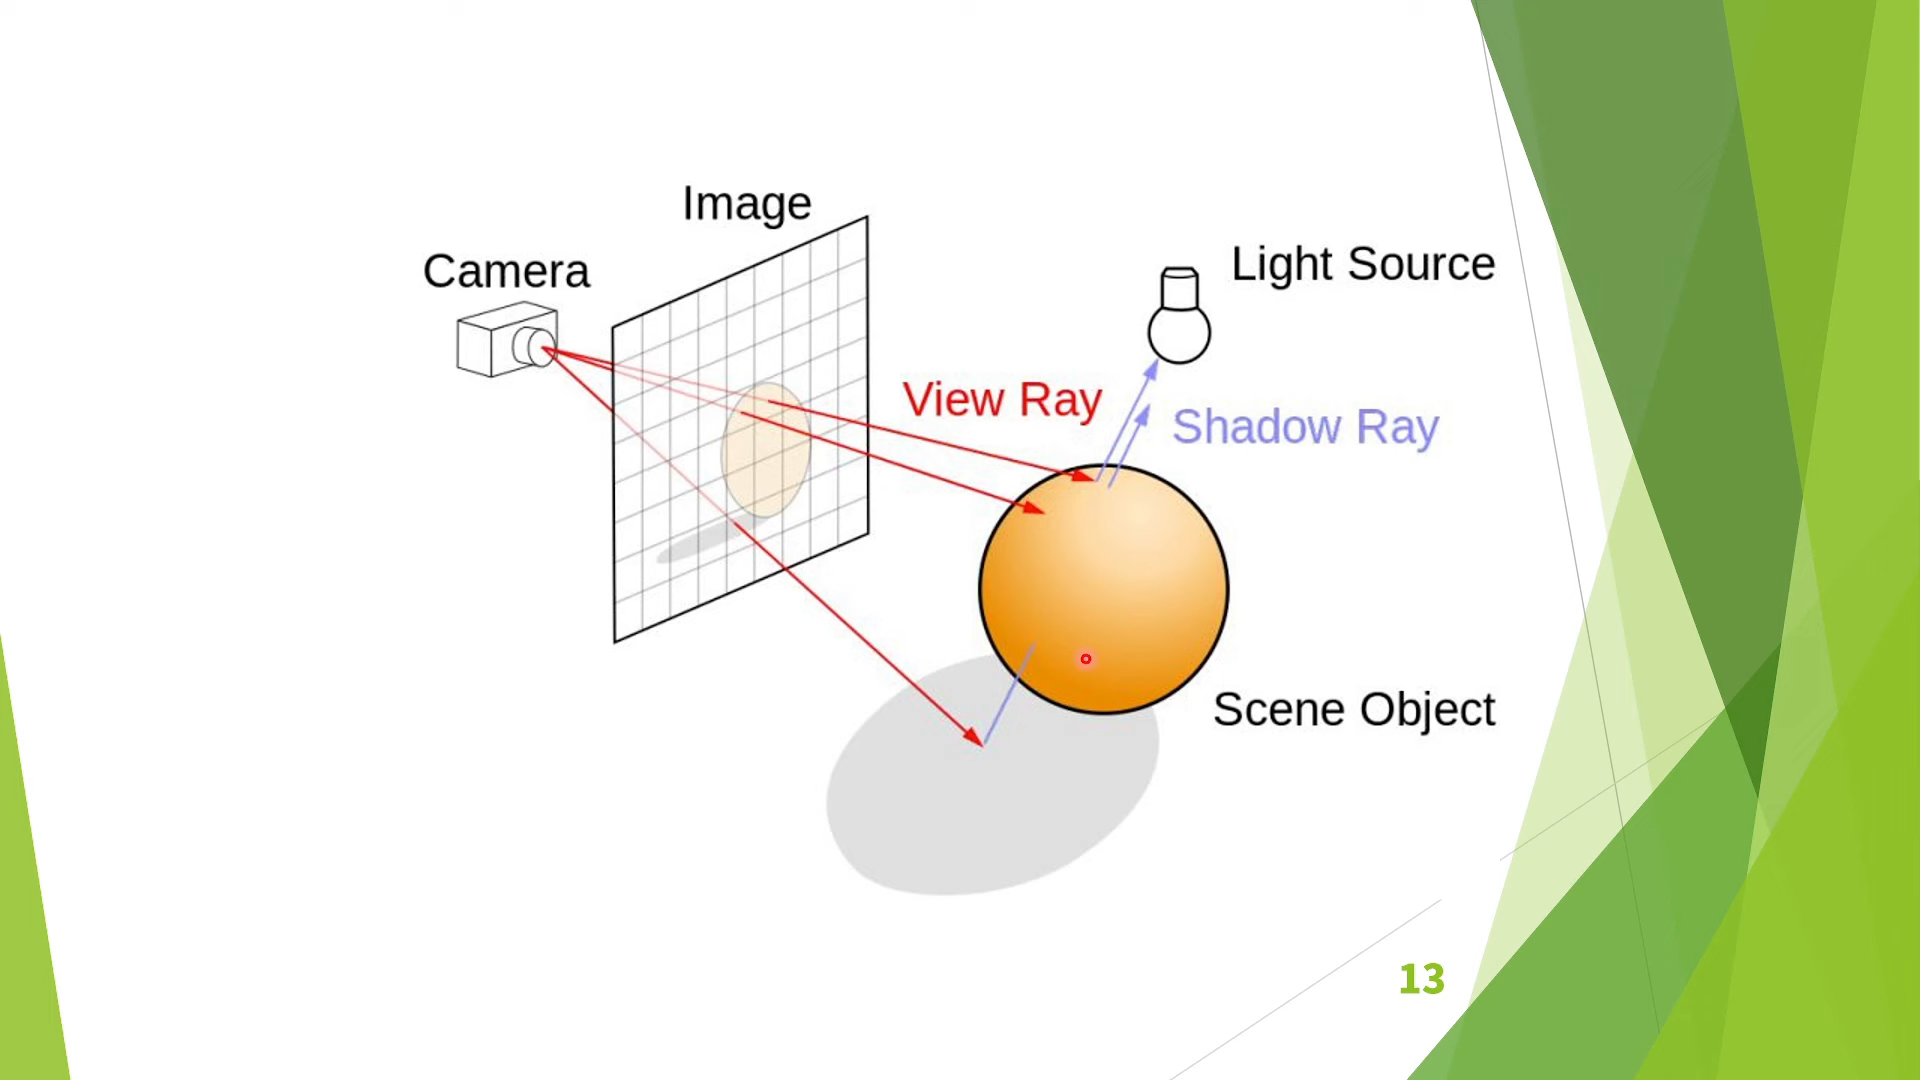 Image
Camera
Light Source
View Ray
Shadow Ray
Scene Object
13